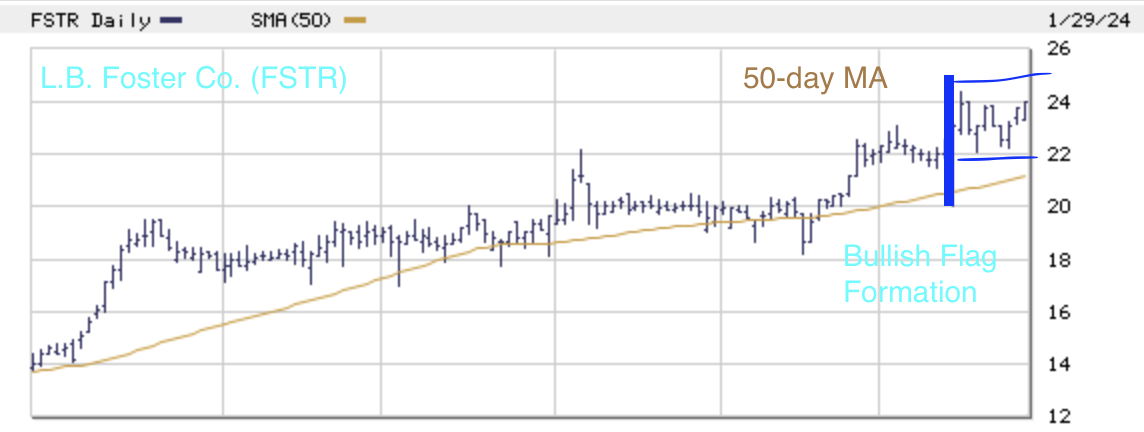 FSTR Daily SMA(50) 1/29/24
26
L.B. Foster Co. (FSTR) 50-day MA
24
22
20
Bullish Flag
18
Formation
16
14
12